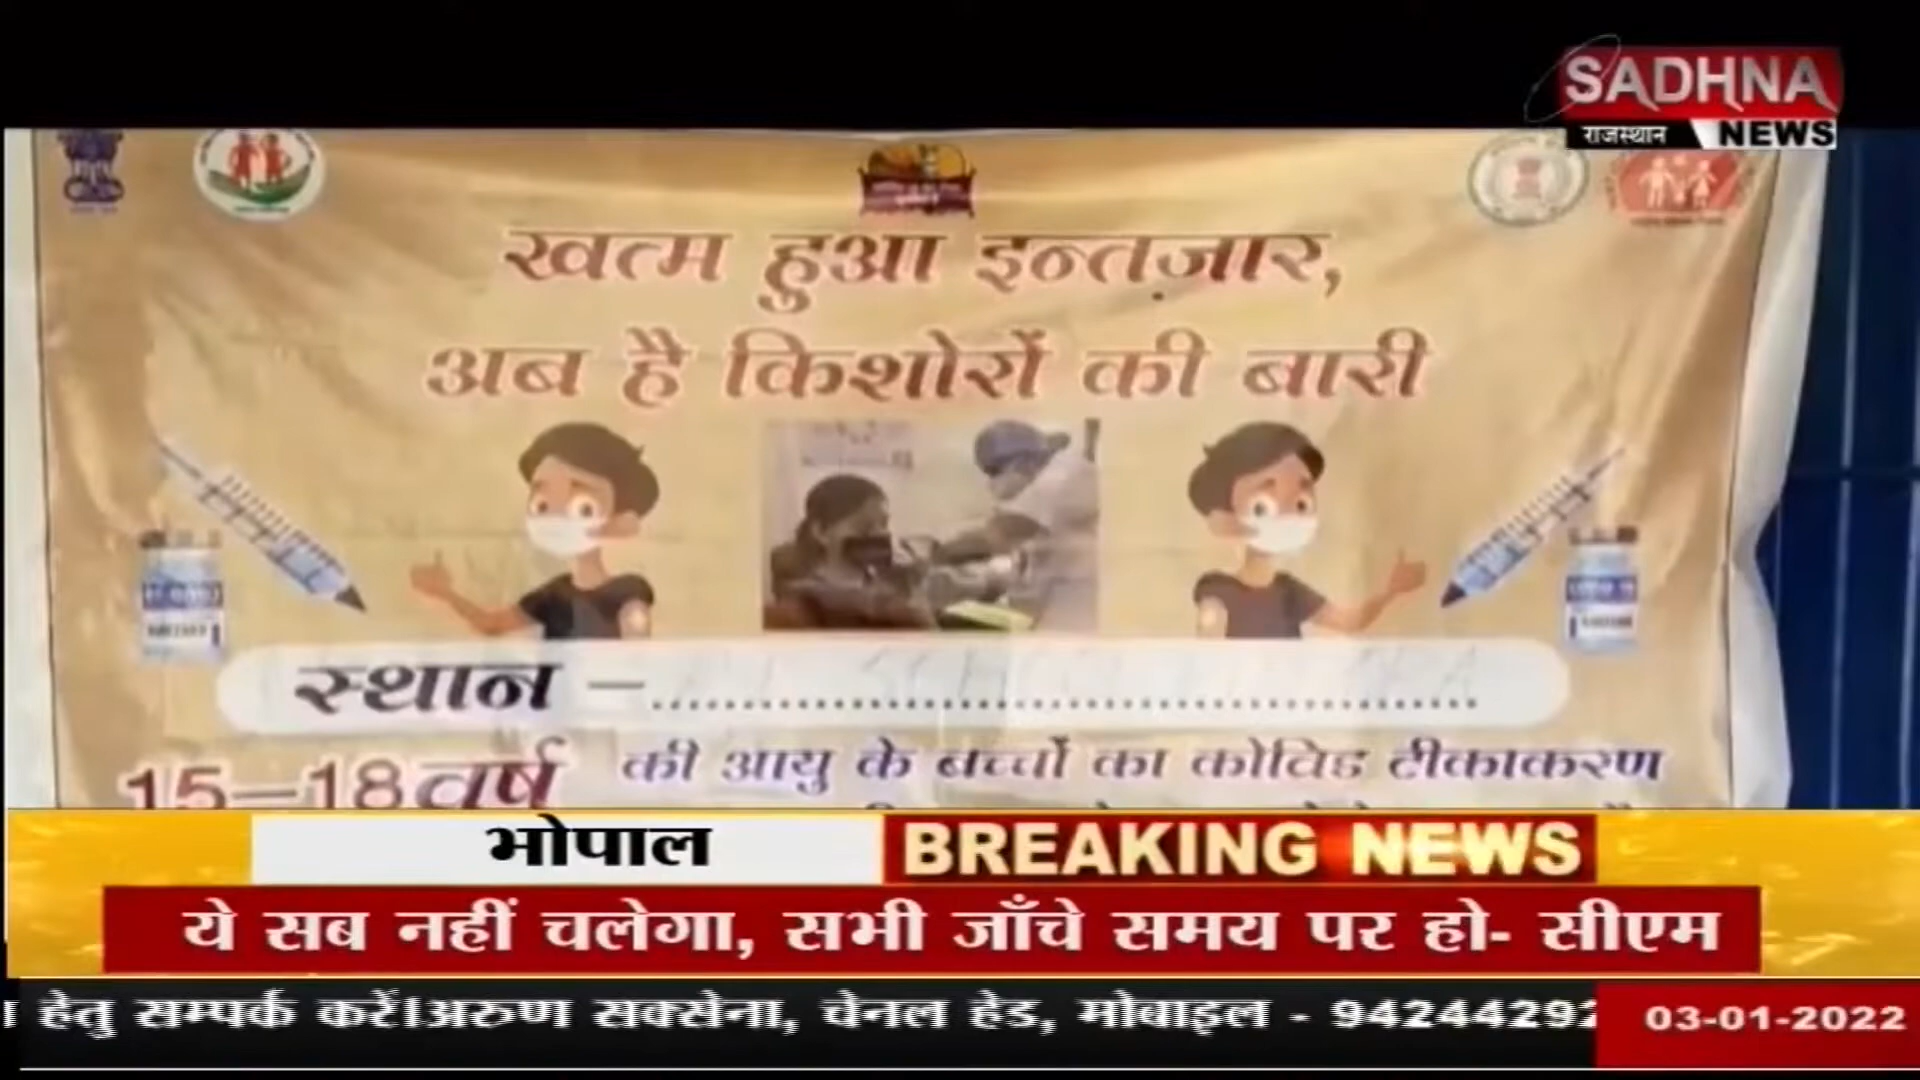 SADHNA
राजस्थान NEWS
खत्म हुआ इन्तज़ार,
अब है किशोरों की बारी
स्थान –
15–18 वर्ष की आयु के बच्चों का कोविड टीकाकरण
भोपाल
BREAKING NEWS
ये सब नहीं चलेगा, सभी जाँचे समय पर हो- सीएम
हेतु सम्पर्क करें।अरुण सक्सेना, चेनल हेड, मोबाइल - 94244292
03-01-2022